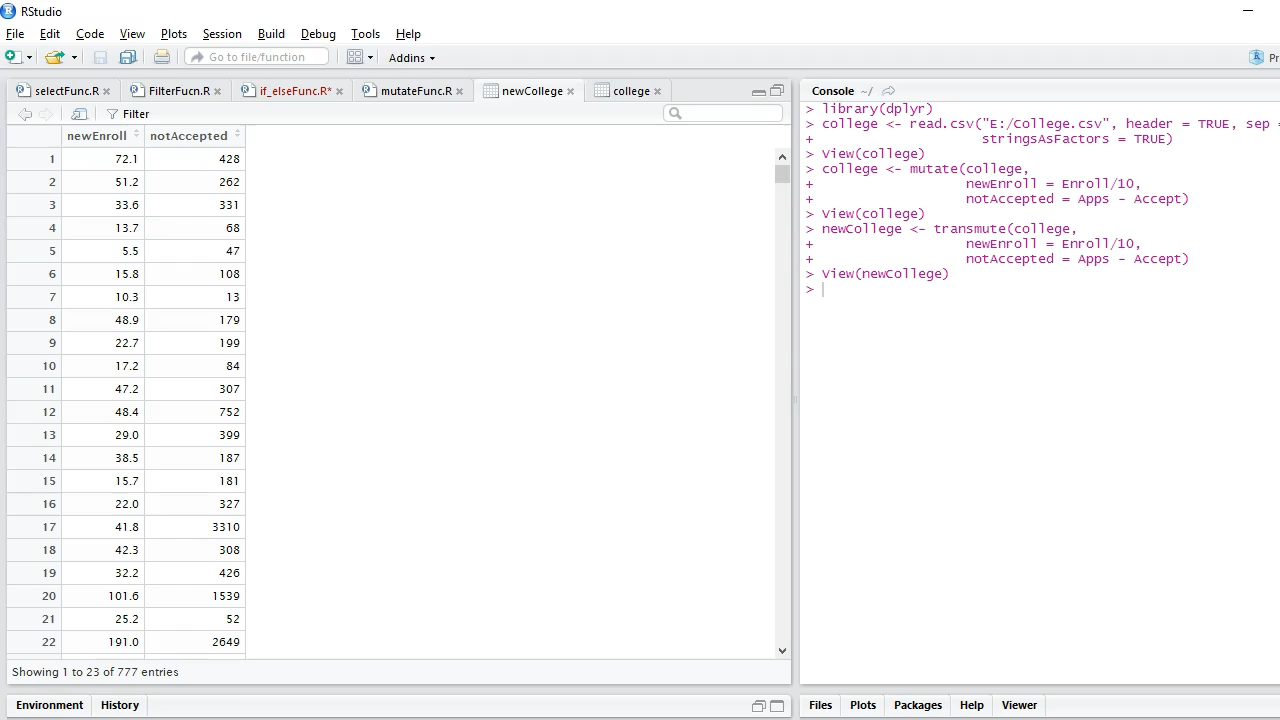 RStudio
File Edit Code View Plots Session Build Debug Tools Help
Go to file/function Addins
selectFunc.R FilterFucn.R if_elseFunc.R* mutateFunc.R newCollege college
Filter
newEnroll notAccepted
1 72.1 428
2 51.2 262
3 33.6 331
4 13.7 68
5 5.5 47
6 15.8 108
7 10.3 13
8 48.9 179
9 22.7 199
10 17.2 84
11 47.2 307
12 48.4 752
13 29.0 399
14 38.5 187
15 15.7 181
16 22.0 327
17 41.8 3310
18 42.3 308
19 32.2 426
20 101.6 1539
21 25.2 52
22 191.0 2649
Showing 1 to 23 of 777 entries
Environment History
Pr
Console ~/
> library(dplyr)
> college <- read.csv("E:/College.csv", header = TRUE, sep =
+ stringsAsFactors = TRUE)
> View(college)
> college <- mutate(college,
+ newEnroll = Enroll/10,
+ notAccepted = Apps - Accept)
> View(college)
> newCollege <- transmute(college,
+ newEnroll = Enroll/10,
+ notAccepted = Apps - Accept)
> View(newCollege)
>
Files Plots Packages Help Viewer